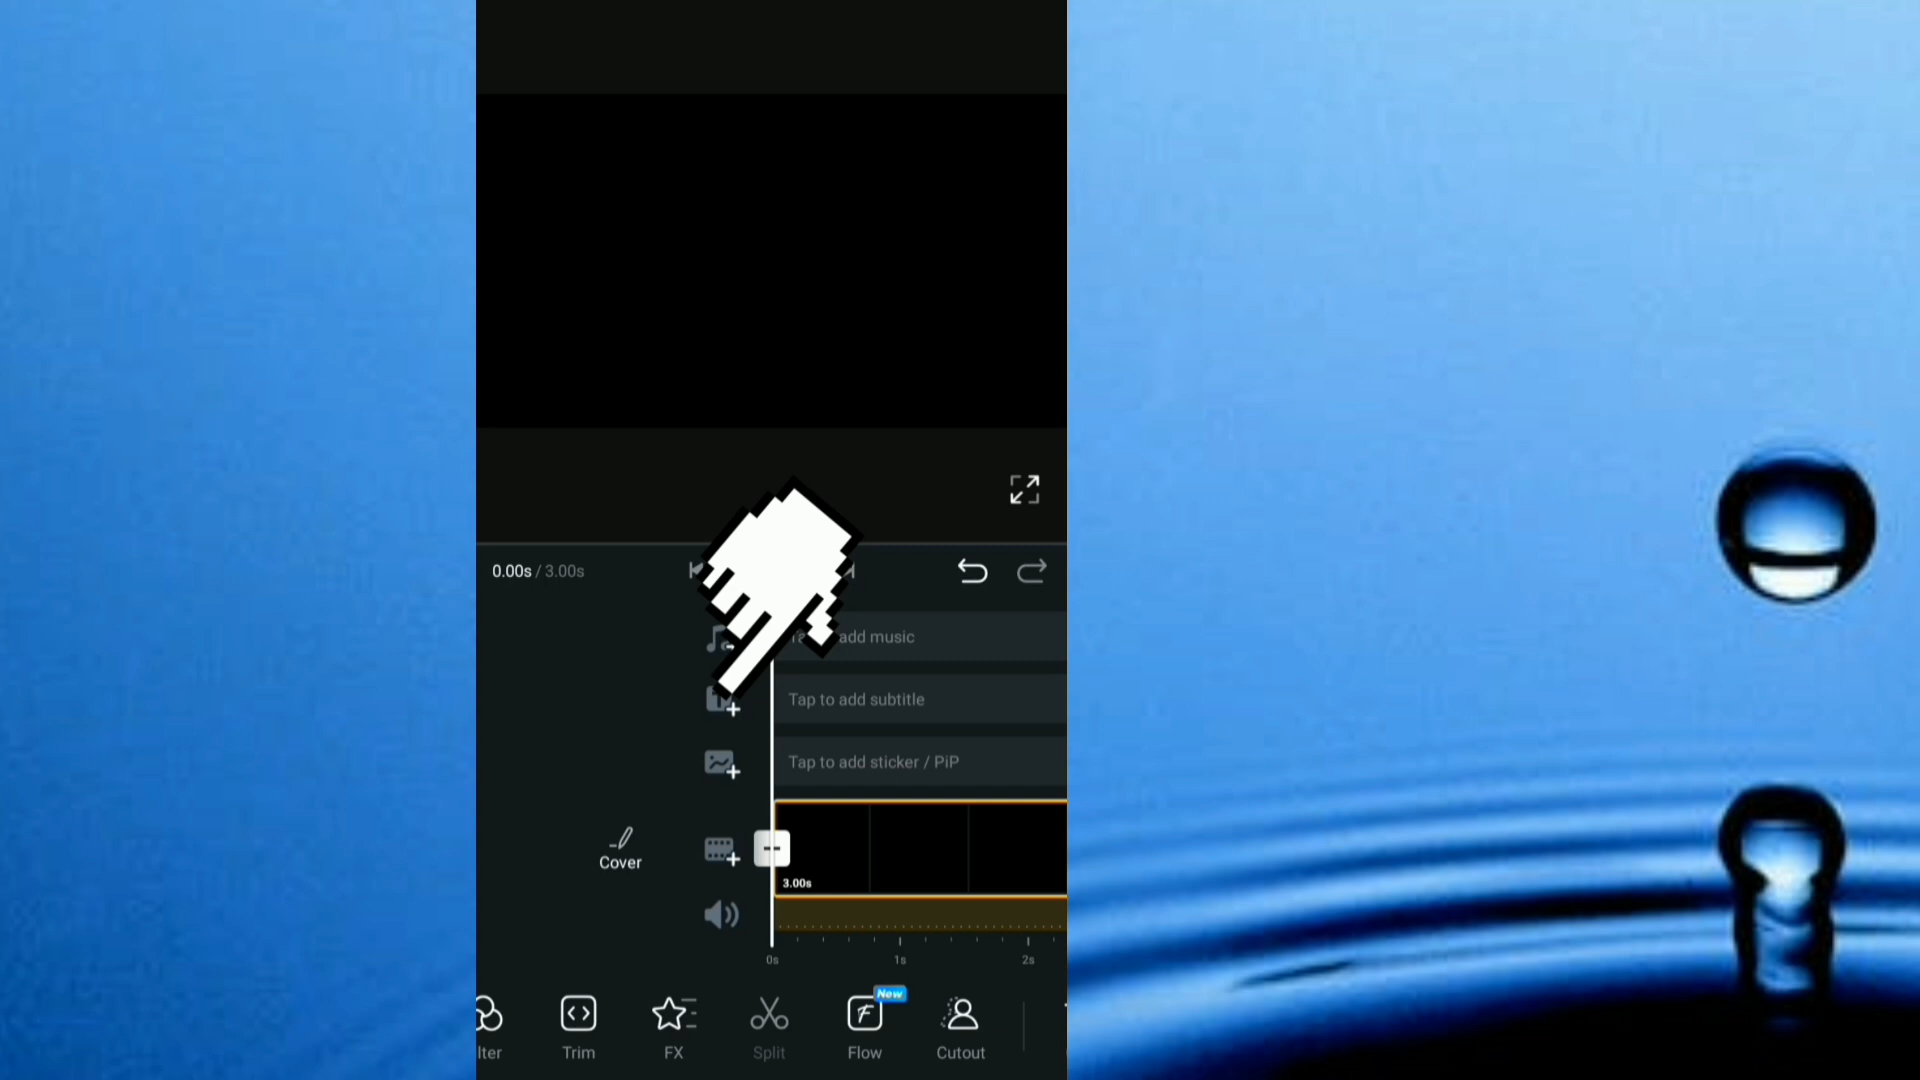 0.00s / 3.00s
add music
Tap to add subtitle
Tap to add sticker / PiP
Cover
3.00s
0s 1s 2s
New
lter Trim FX Split Flow Cutout